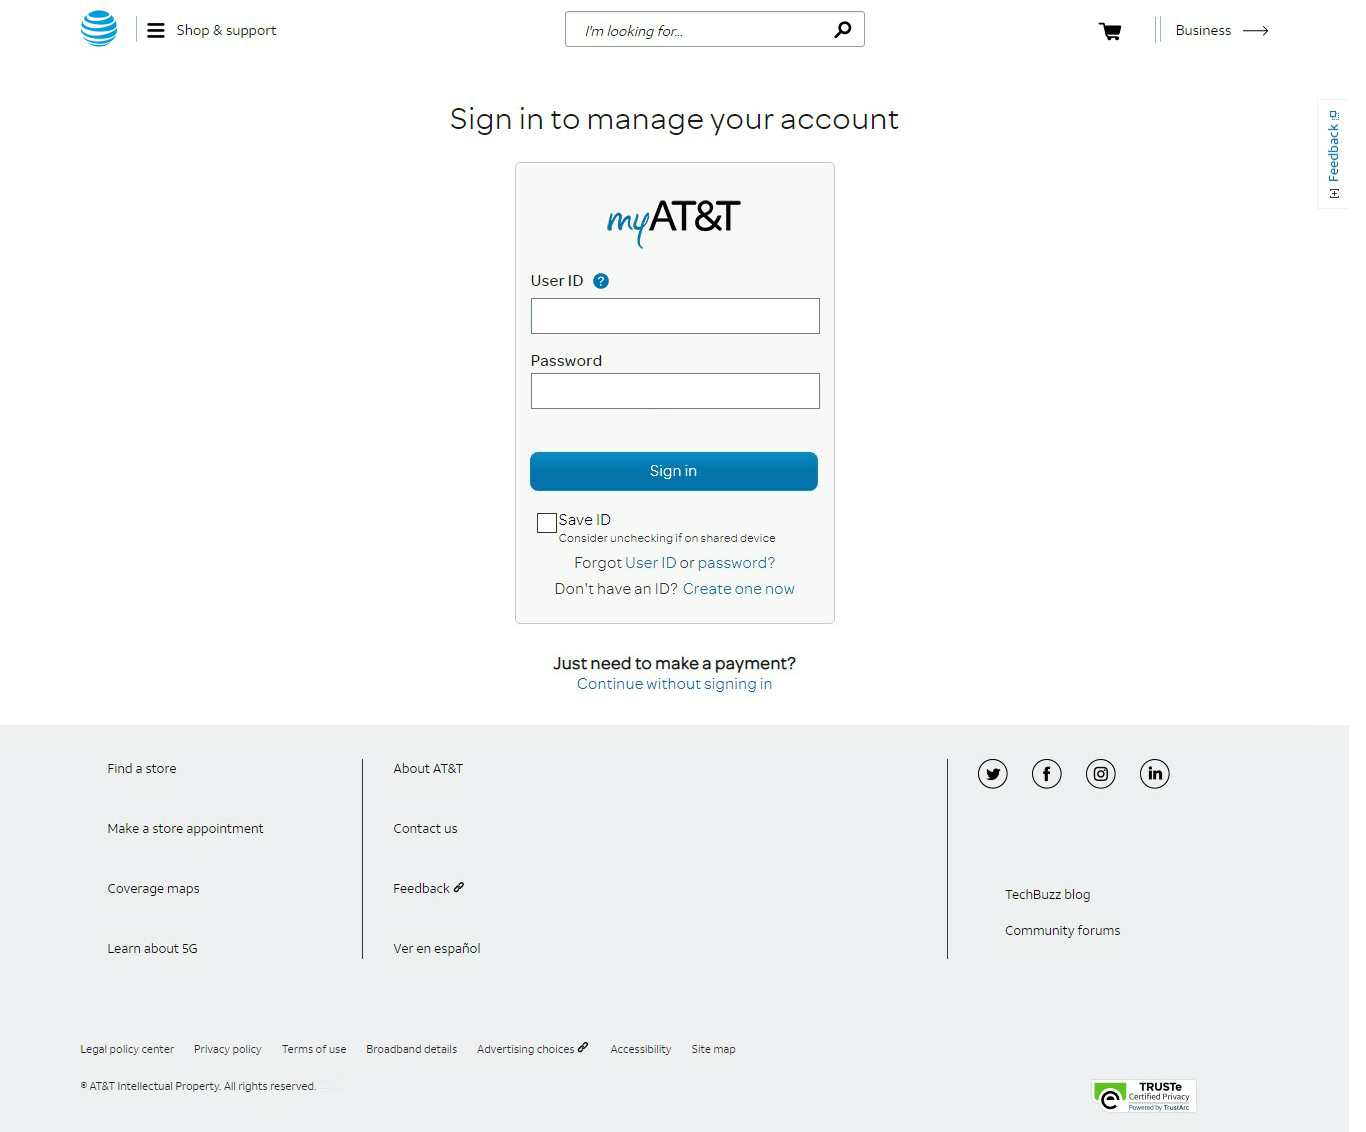 Shop & support
I'm looking for...
Business
Feedback
Sign in to manage your account
myAT&T
User ID ?
Password
Sign in
Save ID
Consider unchecking if on shared device
Forgot User ID or password?
Don't have an ID? Create one now
Just need to make a payment?
Continue without signing in
Find a store
Make a store appointment
Coverage maps
Learn about 5G
About AT&T
Contact us
Feedback
Ver en español
TechBuzz blog
Community forums
Legal policy center Privacy policy Terms of use Broadband details Advertising choices Accessibility Site map
© AT&T Intellectual Property. All rights reserved.
TRUSTe
Certified Privacy
Powered by TrustArc